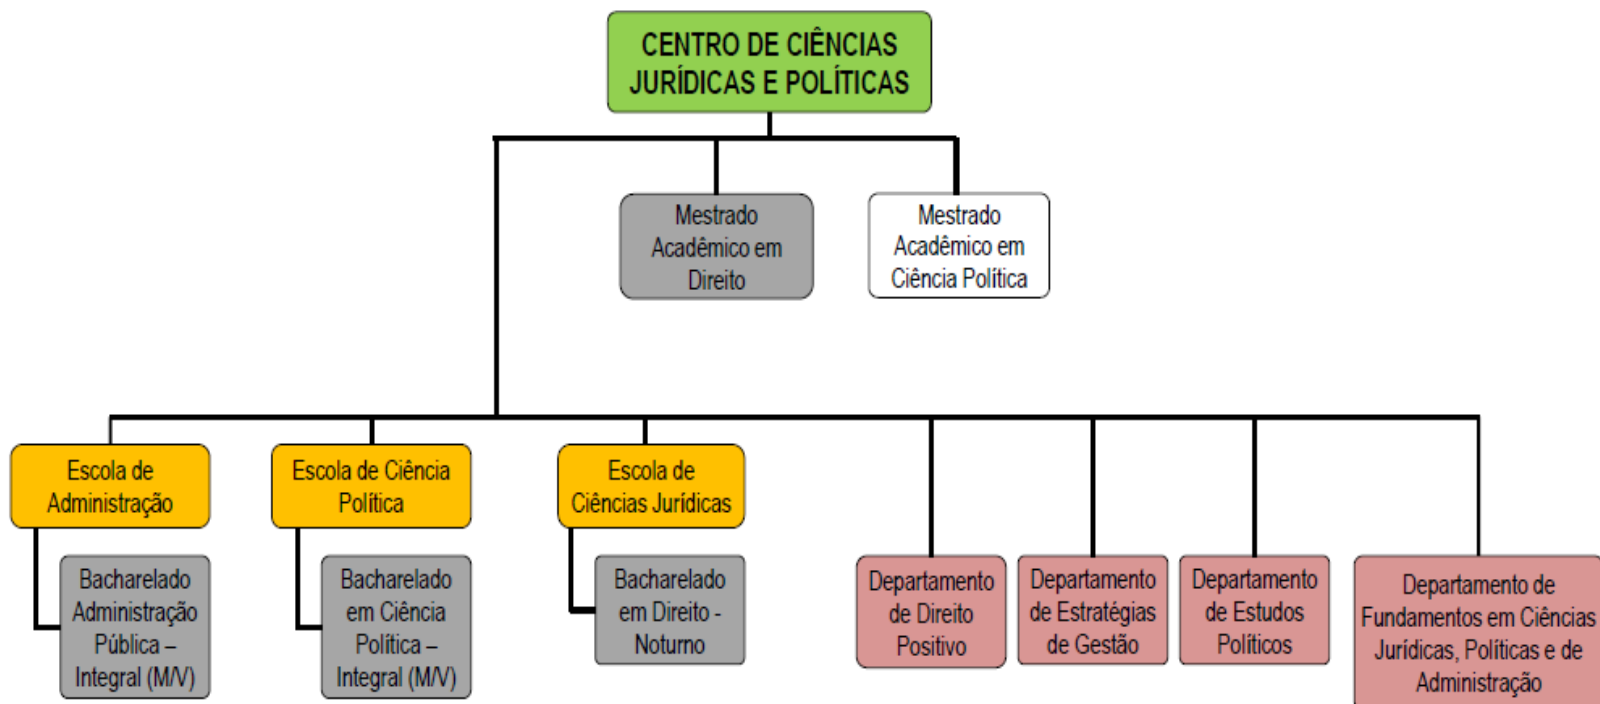 CENTRO DE CIÊNCIAS
JURÍDICAS E POLÍTICAS
Mestrado
Acadêmico em
Direito
Mestrado
Acadêmico em
Ciência Política
Escola de
Administração
Escola de Ciência
Política
Escola de
Ciências Jurídicas
Bacharelado
Administração
Pública –
Integral (M/V)
Bacharelado
em Ciência
Política –
Integral (M/V)
Bacharelado
em Direito -
Noturno
Departamento
de Direito
Positivo
Departamento
de Estratégias
de Gestão
Departamento
de Estudos
Políticos
Departamento de
Fundamentos em Ciências
Jurídicas, Políticas e de
Administração